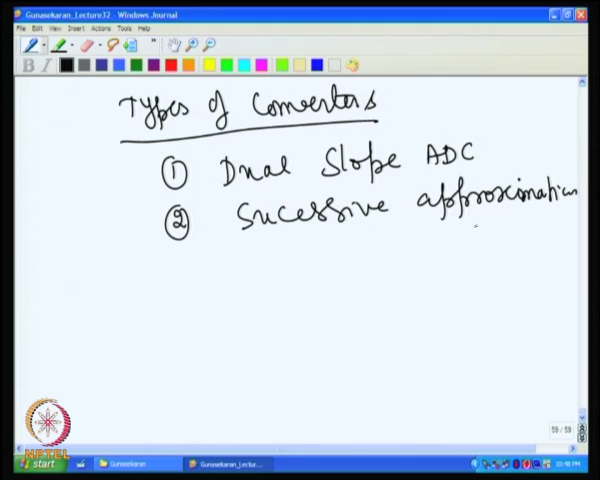 Gunasekaran_Lecture32 - Windows Journal
File Edit View Insert Actions Tools Help
B I
Types of Converters
① Dual Slope ADC
② Sucessive approximation
59 / 59
NPTEL
start Gunasekaran Gunasekaran_Lectur...